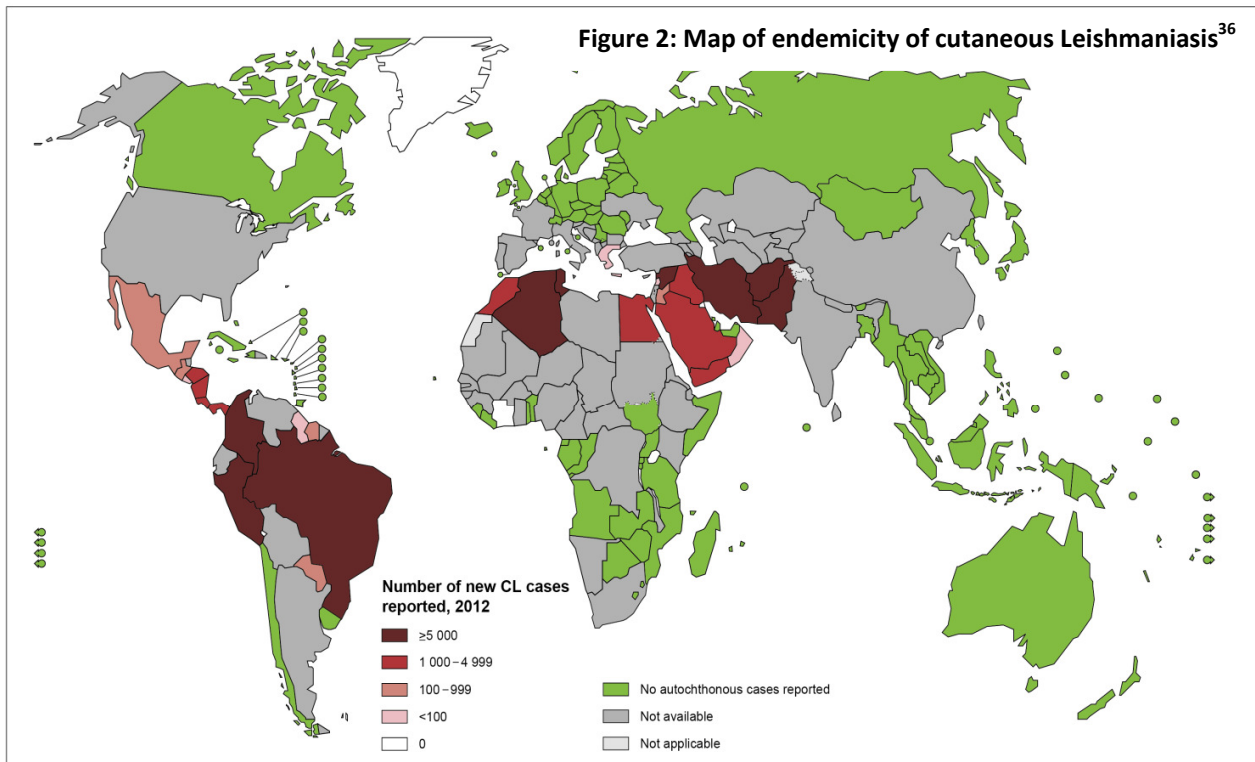 Figure 2: Map of endemicity of cutaneous Leishmaniasis36
Number of new CL cases
reported, 2012
≥5 000
1 000–4 999
100–999
<100
0
No autochthonous cases reported
Not available
Not applicable